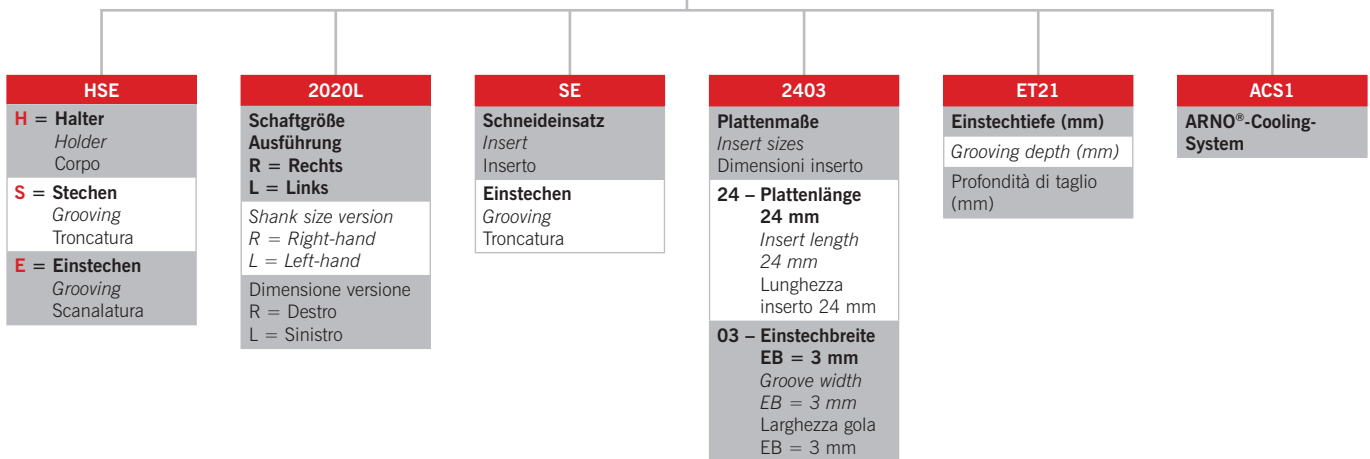 HSE
H = Halter
Holder
Corpo
S = Stechen
Grooving
Troncatura
E = Einstechen
Grooving
Scanalatura
2020L
Schaftgröße
Ausführung
R = Rechts
L = Links
Shank size version
R = Right-hand
L = Left-hand
Dimensione versione
R = Destro
L = Sinistro
SE
Schneideinsatz
Insert
Inserto
Einstechen
Grooving
Troncatura
2403
Plattenmaße
Insert sizes
Dimensioni inserto
24 – Plattenlänge
24 mm
Insert length
24 mm
Lunghezza
inserto 24 mm
03 – Einstechbreite
EB = 3 mm
Groove width
EB = 3 mm
Larghezza gola
EB = 3 mm
ET21
Einstechtiefe (mm)
Grooving depth (mm)
Profondità di taglio
(mm)
ACS1
ARNO®-Cooling-
System